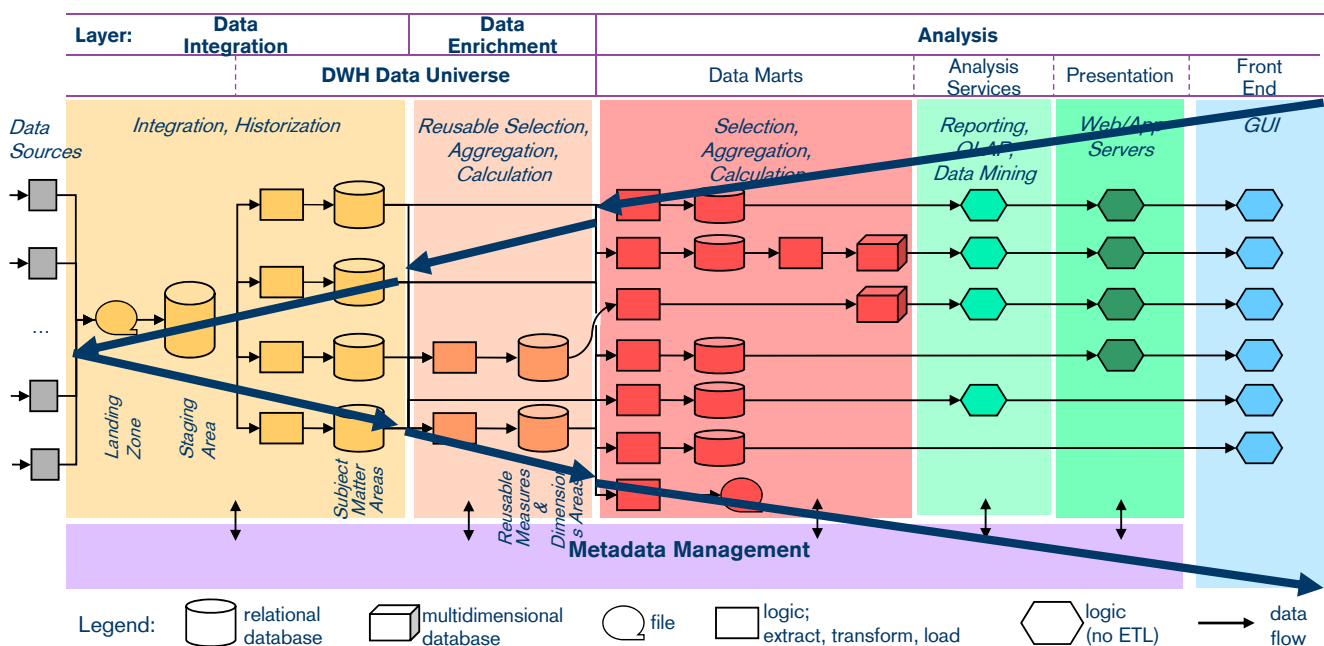 Layer:
Data
Integration
Data
Enrichment
Analysis
DWH Data Universe
Data Marts
Analysis
Services
Presentation
Front
End
Data
Sources
Integration, Historization
Reusable Selection,
Aggregation,
Calculation
Selection,
Aggregation,
Calculation
Reporting,
OLAP,
Data Mining
Web/App
Servers
GUI
...
Landing
Zone
Staging
Area
Subject
Matter
Areas
Reusable
Measures
&
Dimension
s Areas
Metadata Management
Legend:
relational
database
multidimensional
database
file
logic;
extract, transform, load
logic
(no ETL)
data
flow